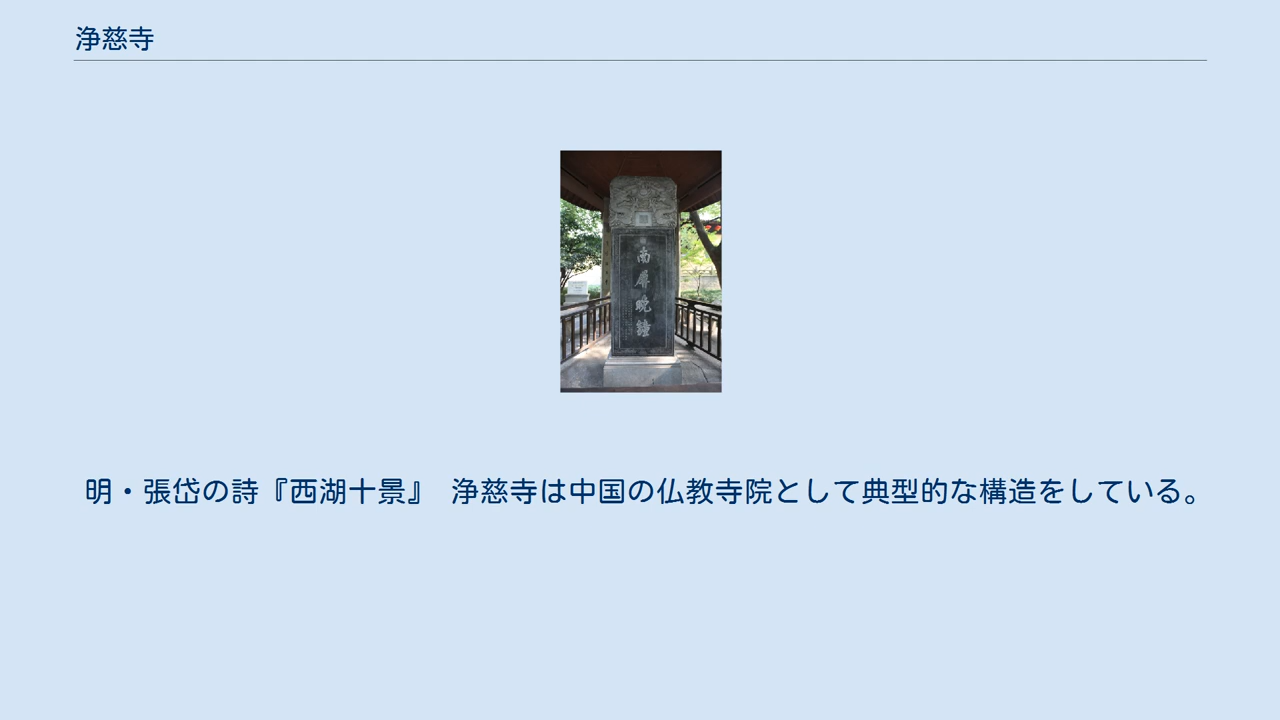 浄慈寺
南屏晚鐘
明・張岱の詩『西湖十景』 浄慈寺は中国の仏教寺院として典型的な構造をしている。